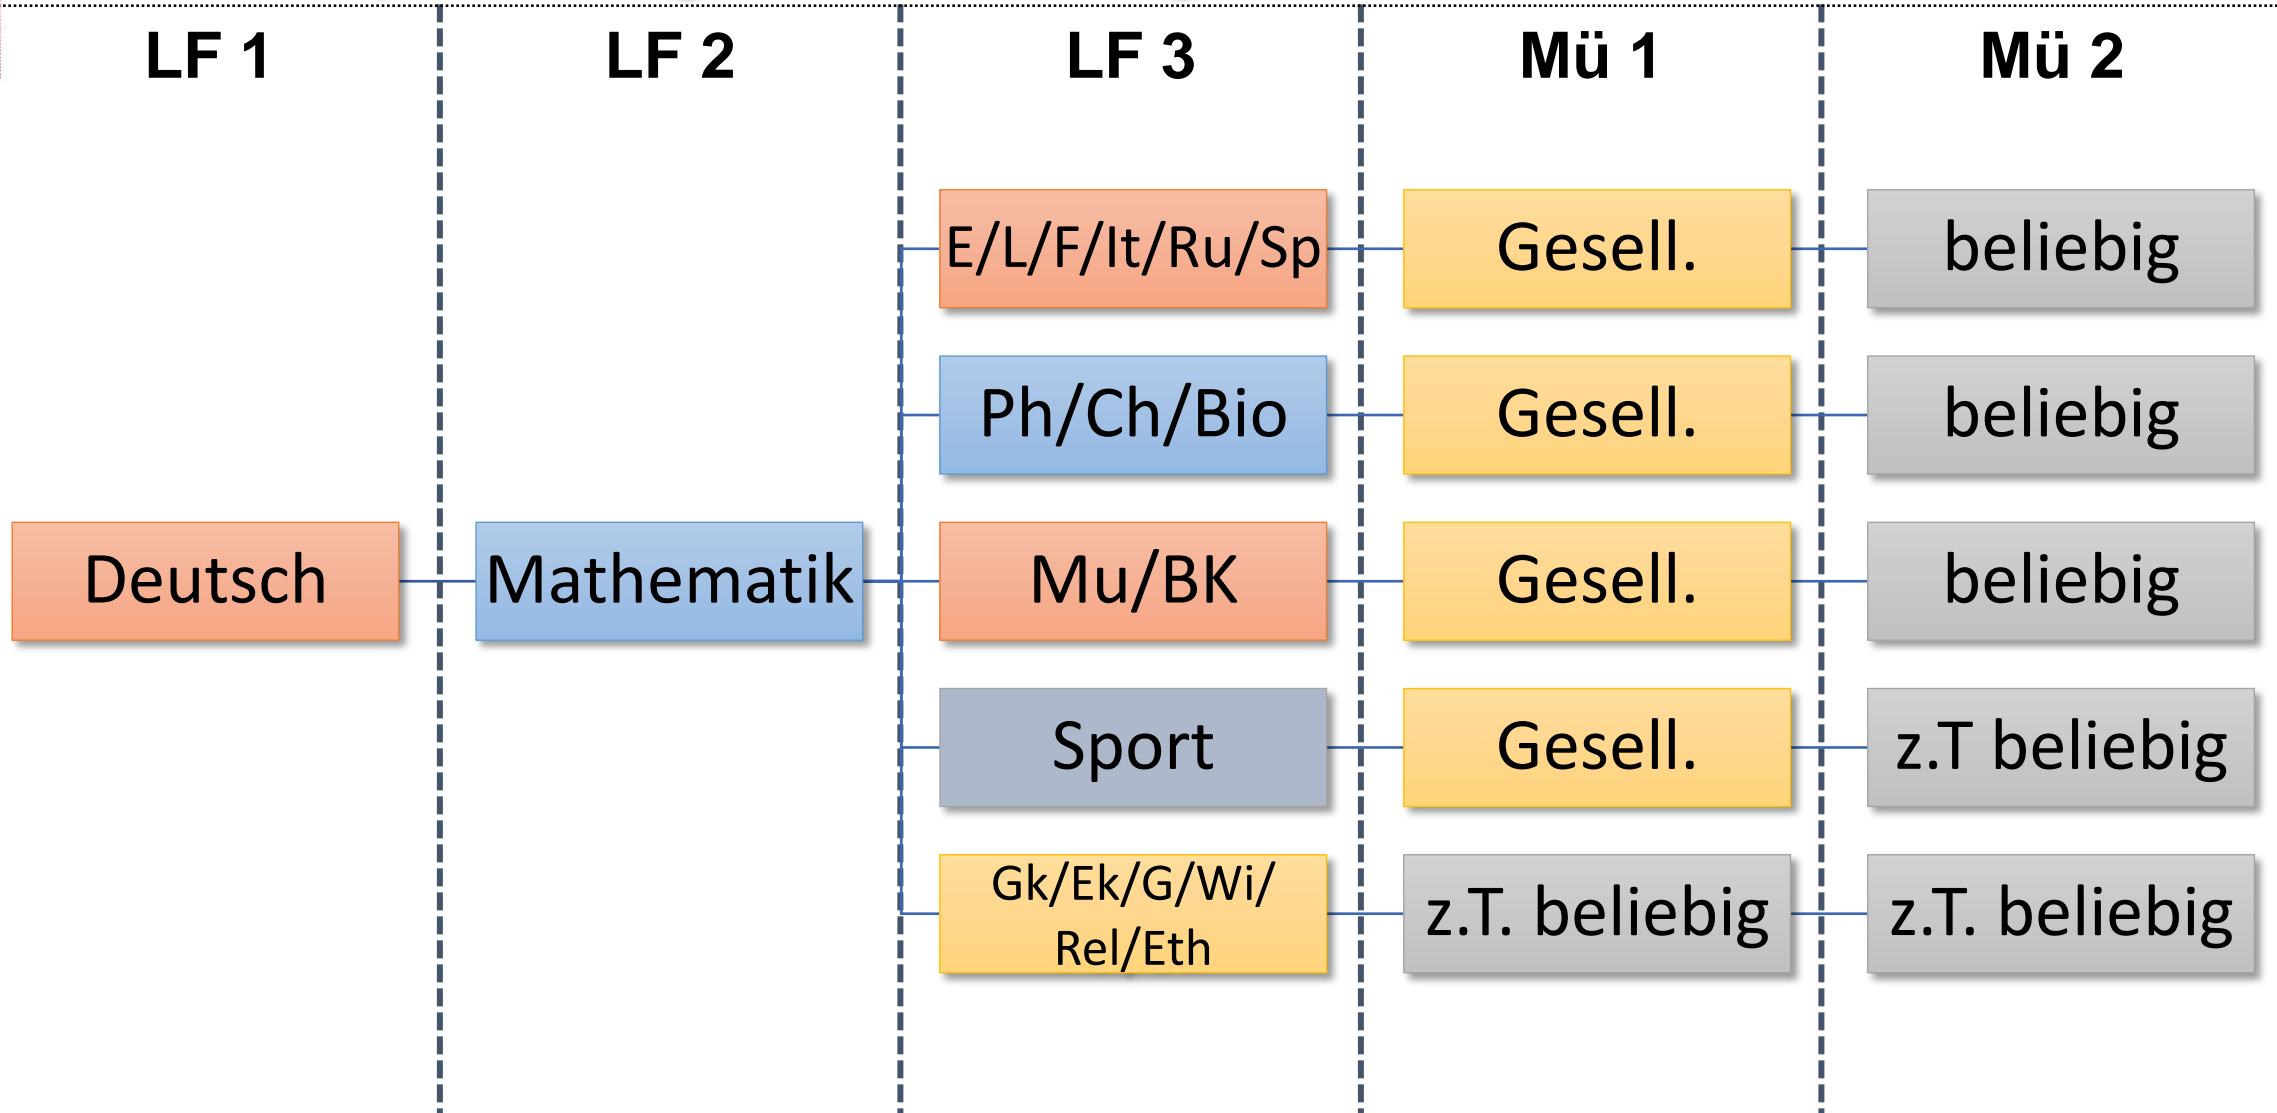 LF 1 LF 2 LF 3 Mü 1 Mü 2
E/L/F/It/Ru/Sp Gesell. beliebig
Ph/Ch/Bio Gesell. beliebig
Deutsch Mathematik Mu/BK Gesell. beliebig
Sport Gesell. z.T beliebig
Gk/Ek/G/Wi/
Rel/Eth z.T. beliebig z.T. beliebig